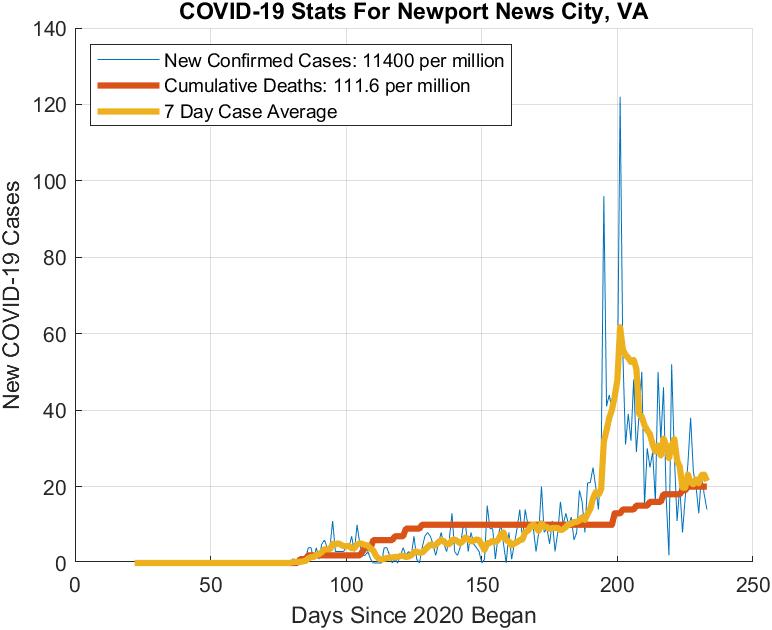 COVID-19 Stats For Newport News City, VA
New Confirmed Cases: 11400 per million
Cumulative Deaths: 111.6 per million
7 Day Case Average
New COVID-19 Cases
140
120
100
80
60
40
20
0
0 50 100 150 200 250
Days Since 2020 Began